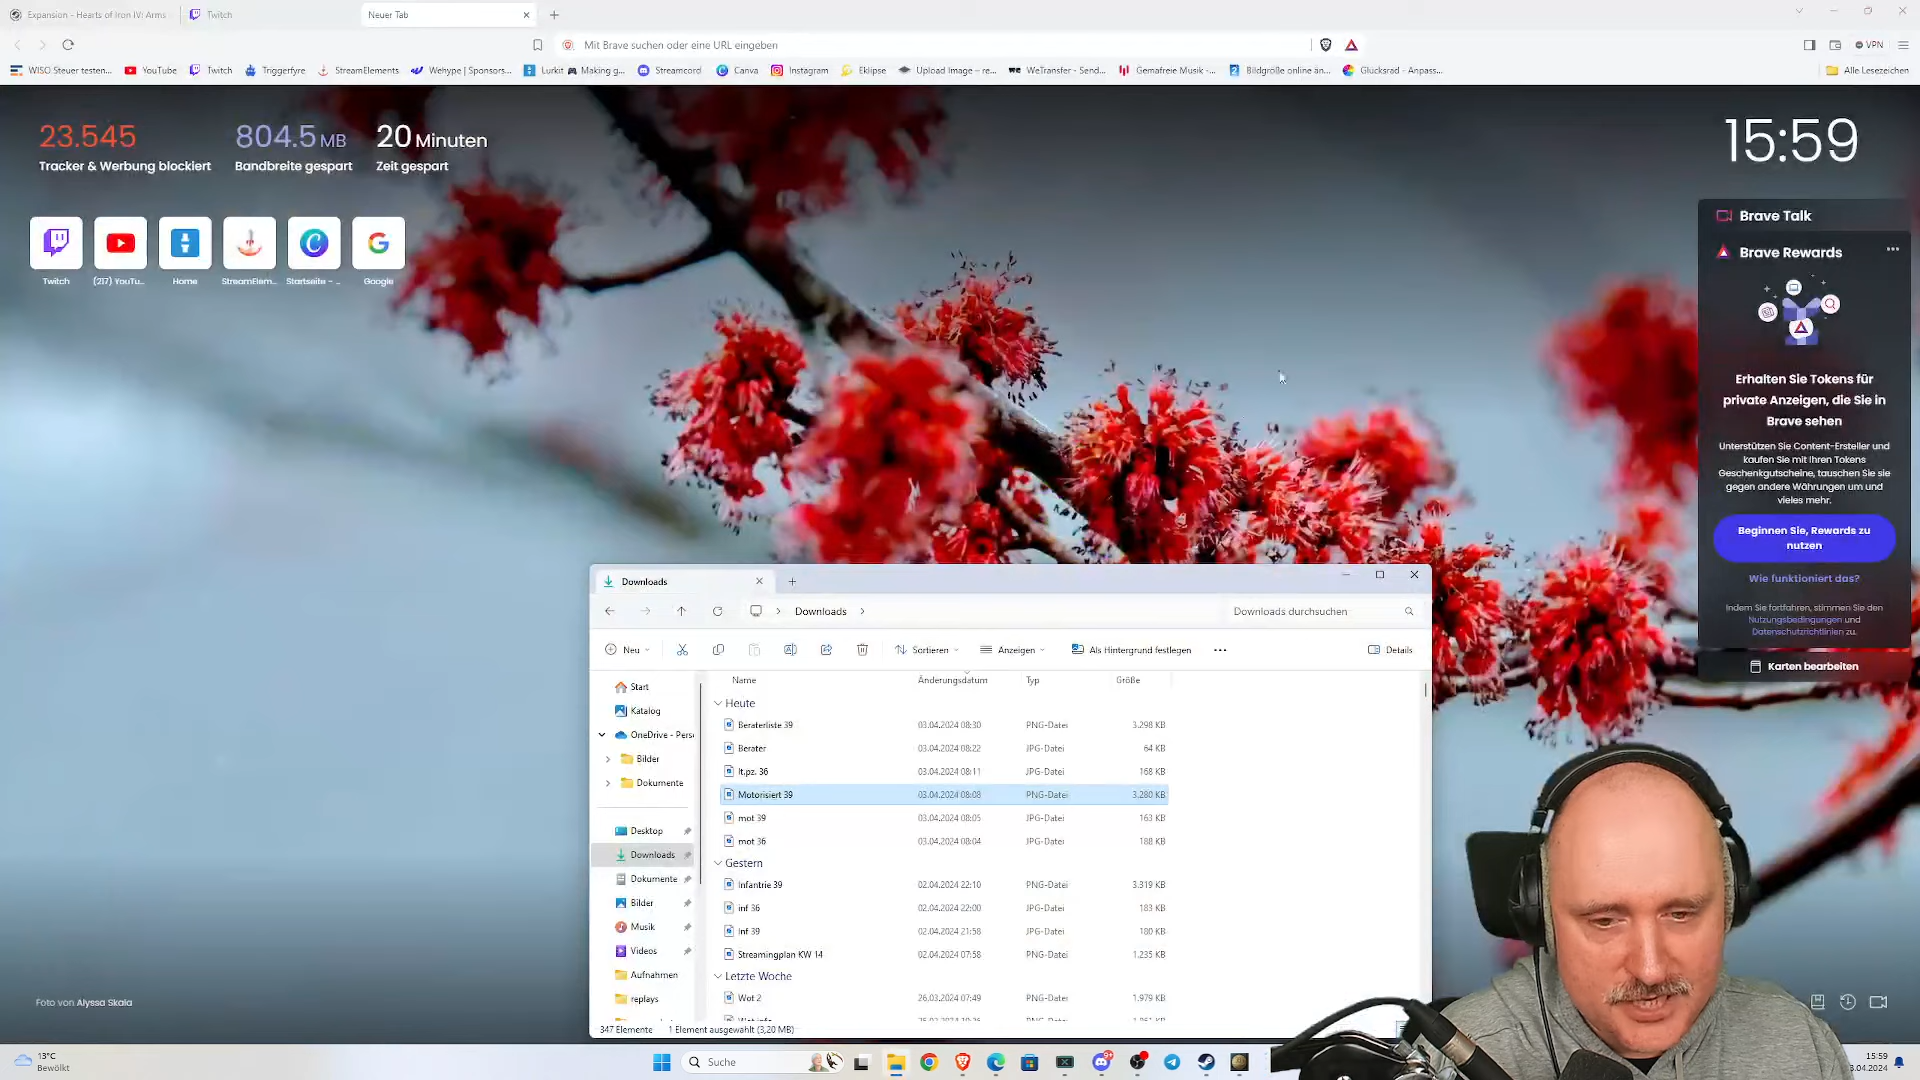 Expansion - Hearts of Iron IV: Arms
Twitch
Neuer Tab
Mit Brave suchen oder eine URL eingeben
VPN
WISO Steuer testen...
YouTube
Twitch
Triggerfyre
StreamElements
Wehype | Sponsors...
Lurkit
Making g...
Streamcord
Canva
Instagram
Eklipse
Upload Image – re...
WeTransfer - Send...
Gemafreie Musik -...
Bildgröße online än...
Glücksrad - Anpass...
Alle Lesezeichen
23.545
Tracker & Werbung blockiert
804.5 MB
Bandbreite gespart
20 Minuten
Zeit gespart
15:59
Twitch
(217) YouTu...
Home
StreamElem...
Startseite - ...
Google
Brave Talk
Brave Rewards
Erhalten Sie Tokens für
private Anzeigen, die Sie in
Brave sehen
Unterstützen Sie Content-Ersteller und
kaufen Sie mit Ihren Tokens
Geschenkgutscheine, tauschen Sie sie
gegen andere Währungen um und
vieles mehr.
Beginnen Sie, Rewards zu
nutzen
Wie funktioniert das?
Indem Sie fortfahren, stimmen Sie den
Nutzungsbedingungen und
Datenschutzrichtlinien zu.
Karten bearbeiten
Downloads
Downloads
Downloads durchsuchen
Neu
Sortieren
Anzeigen
Als Hintergrund festlegen
Details
Start
Katalog
OneDrive - Perso
Bilder
Dokumente
Desktop
Downloads
Dokumente
Bilder
Musik
Videos
Aufnahmen
replays
Name Änderungsdatum Typ Größe
Heute
Beraterliste 39 03.04.2024 08:30 PNG-Datei 3.298 KB
Berater 03.04.2024 08:22 JPG-Datei 64 KB
lt.pz. 36 03.04.2024 08:11 JPG-Datei 168 KB
Motorisiert 39 03.04.2024 08:08 PNG-Datei 3.280 KB
mot 39 03.04.2024 08:05 JPG-Datei 163 KB
mot 36 03.04.2024 08:04 JPG-Datei 188 KB
Gestern
Infantrie 39 02.04.2024 22:10 PNG-Datei 3.319 KB
inf 36 02.04.2024 22:00 JPG-Datei 183 KB
Inf 39 02.04.2024 21:58 JPG-Datei 180 KB
Streamingplan KW 14 02.04.2024 07:58 PNG-Datei 1.235 KB
Letzte Woche
Wot 2 26.03.2024 07:49 PNG-Datei 1.979 KB
347 Elemente 1 Element ausgewählt (3,20 MB)
Foto von Alyssa Skala
13°C
Bewölkt
Suche
15:59
3.04.2024